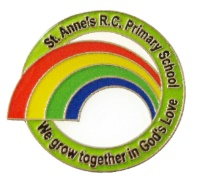 St. Anne's R.C. Primary School
We grow together in God's Love